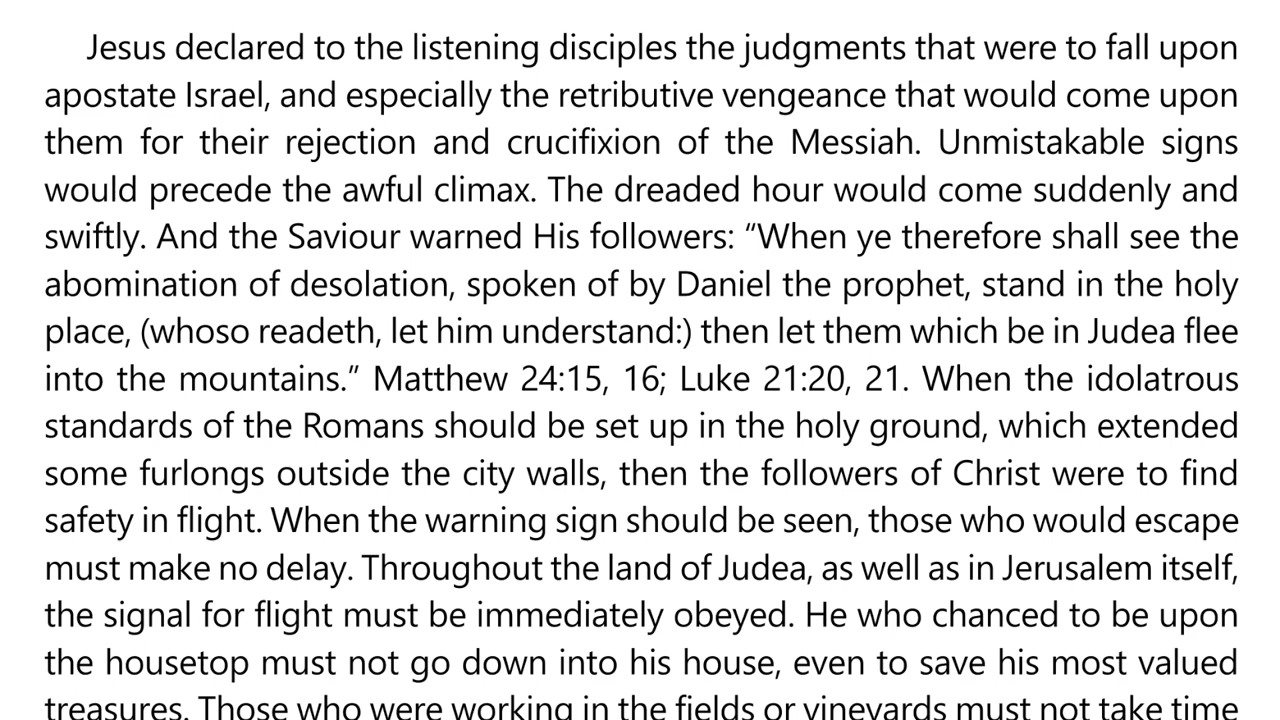 Jesus declared to the listening disciples the judgments that were to fall upon
apostate Israel, and especially the retributive vengeance that would come upon
them for their rejection and crucifixion of the Messiah. Unmistakable signs
would precede the awful climax. The dreaded hour would come suddenly and
swiftly. And the Saviour warned His followers: “When ye therefore shall see the
abomination of desolation, spoken of by Daniel the prophet, stand in the holy
place, (whoso readeth, let him understand:) then let them which be in Judea flee
into the mountains.” Matthew 24:15, 16; Luke 21:20, 21. When the idolatrous
standards of the Romans should be set up in the holy ground, which extended
some furlongs outside the city walls, then the followers of Christ were to find
safety in flight. When the warning sign should be seen, those who would escape
must make no delay. Throughout the land of Judea, as well as in Jerusalem itself,
the signal for flight must be immediately obeyed. He who chanced to be upon
the housetop must not go down into his house, even to save his most valued
treasures. Those who were working in the fields or vineyards must not take time